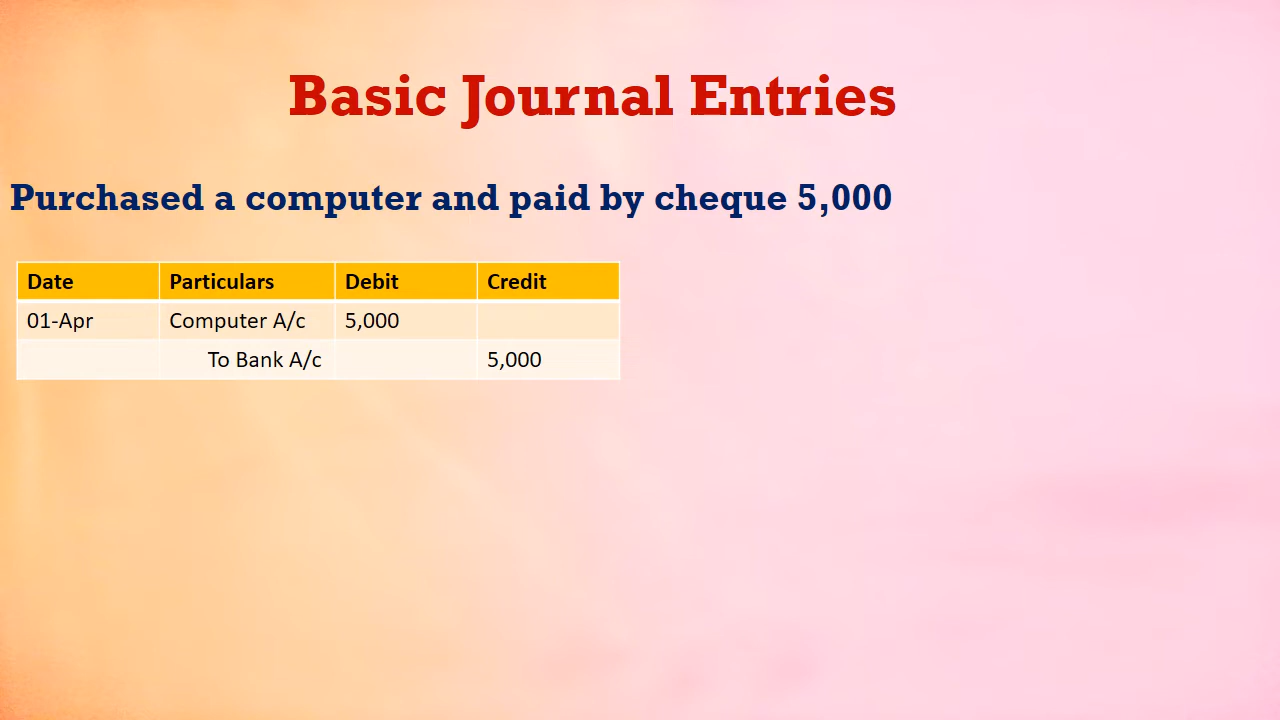 Basic Journal Entries
Purchased a computer and paid by cheque 5,000
Date Particulars Debit Credit
01-Apr Computer A/c 5,000
To Bank A/c 5,000